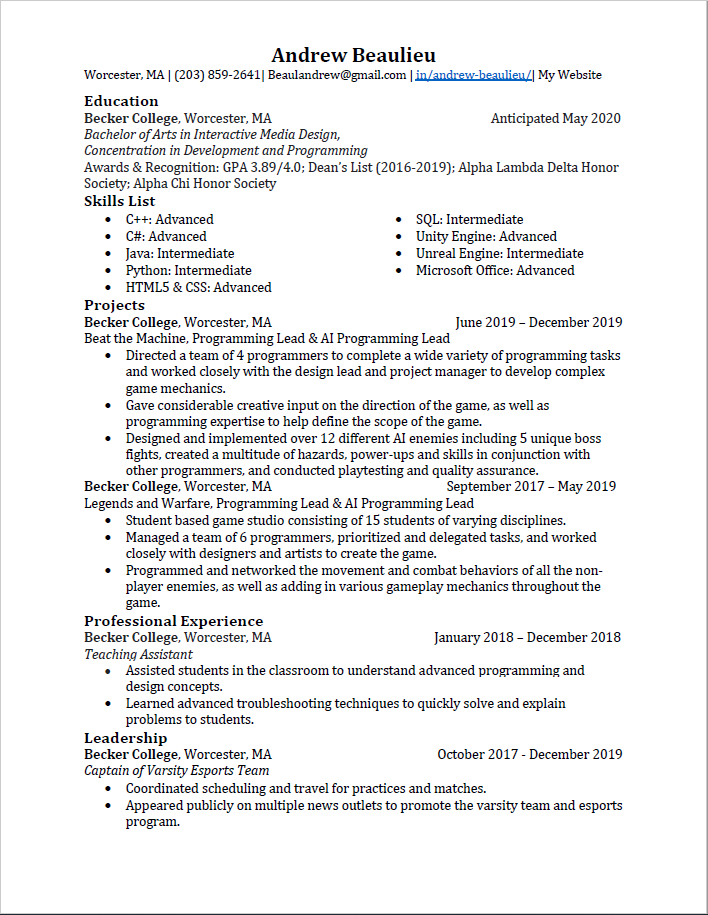 Andrew Beaulieu
Worcester, MA | (203) 859-2641| Beaulandrew@gmail.com | in/andrew-beaulieu/| My Website
Education
Becker College, Worcester, MA Anticipated May 2020
Bachelor of Arts in Interactive Media Design,
Concentration in Development and Programming
Awards & Recognition: GPA 3.89/4.0; Dean's List (2016-2019); Alpha Lambda Delta Honor
Society; Alpha Chi Honor Society
Skills List
• C++: Advanced
• C#: Advanced
• Java: Intermediate
• Python: Intermediate
• HTML5 & CSS: Advanced
• SQL: Intermediate
• Unity Engine: Advanced
• Unreal Engine: Intermediate
• Microsoft Office: Advanced
Projects
Becker College, Worcester, MA June 2019 – December 2019
Beat the Machine, Programming Lead & AI Programming Lead
• Directed a team of 4 programmers to complete a wide variety of programming tasks
and worked closely with the design lead and project manager to develop complex
game mechanics.
• Gave considerable creative input on the direction of the game, as well as
programming expertise to help define the scope of the game.
• Designed and implemented over 12 different AI enemies including 5 unique boss
fights, created a multitude of hazards, power-ups and skills in conjunction with
other programmers, and conducted playtesting and quality assurance.
Becker College, Worcester, MA September 2017 – May 2019
Legends and Warfare, Programming Lead & AI Programming Lead
• Student based game studio consisting of 15 students of varying disciplines.
• Managed a team of 6 programmers, prioritized and delegated tasks, and worked
closely with designers and artists to create the game.
• Programmed and networked the movement and combat behaviors of all the non-
player enemies, as well as adding in various gameplay mechanics throughout the
game.
Professional Experience
Becker College, Worcester, MA January 2018 – December 2018
Teaching Assistant
• Assisted students in the classroom to understand advanced programming and
design concepts.
• Learned advanced troubleshooting techniques to quickly solve and explain
problems to students.
Leadership
Becker College, Worcester, MA October 2017 - December 2019
Captain of Varsity Esports Team
• Coordinated scheduling and travel for practices and matches.
• Appeared publicly on multiple news outlets to promote the varsity team and esports
program.